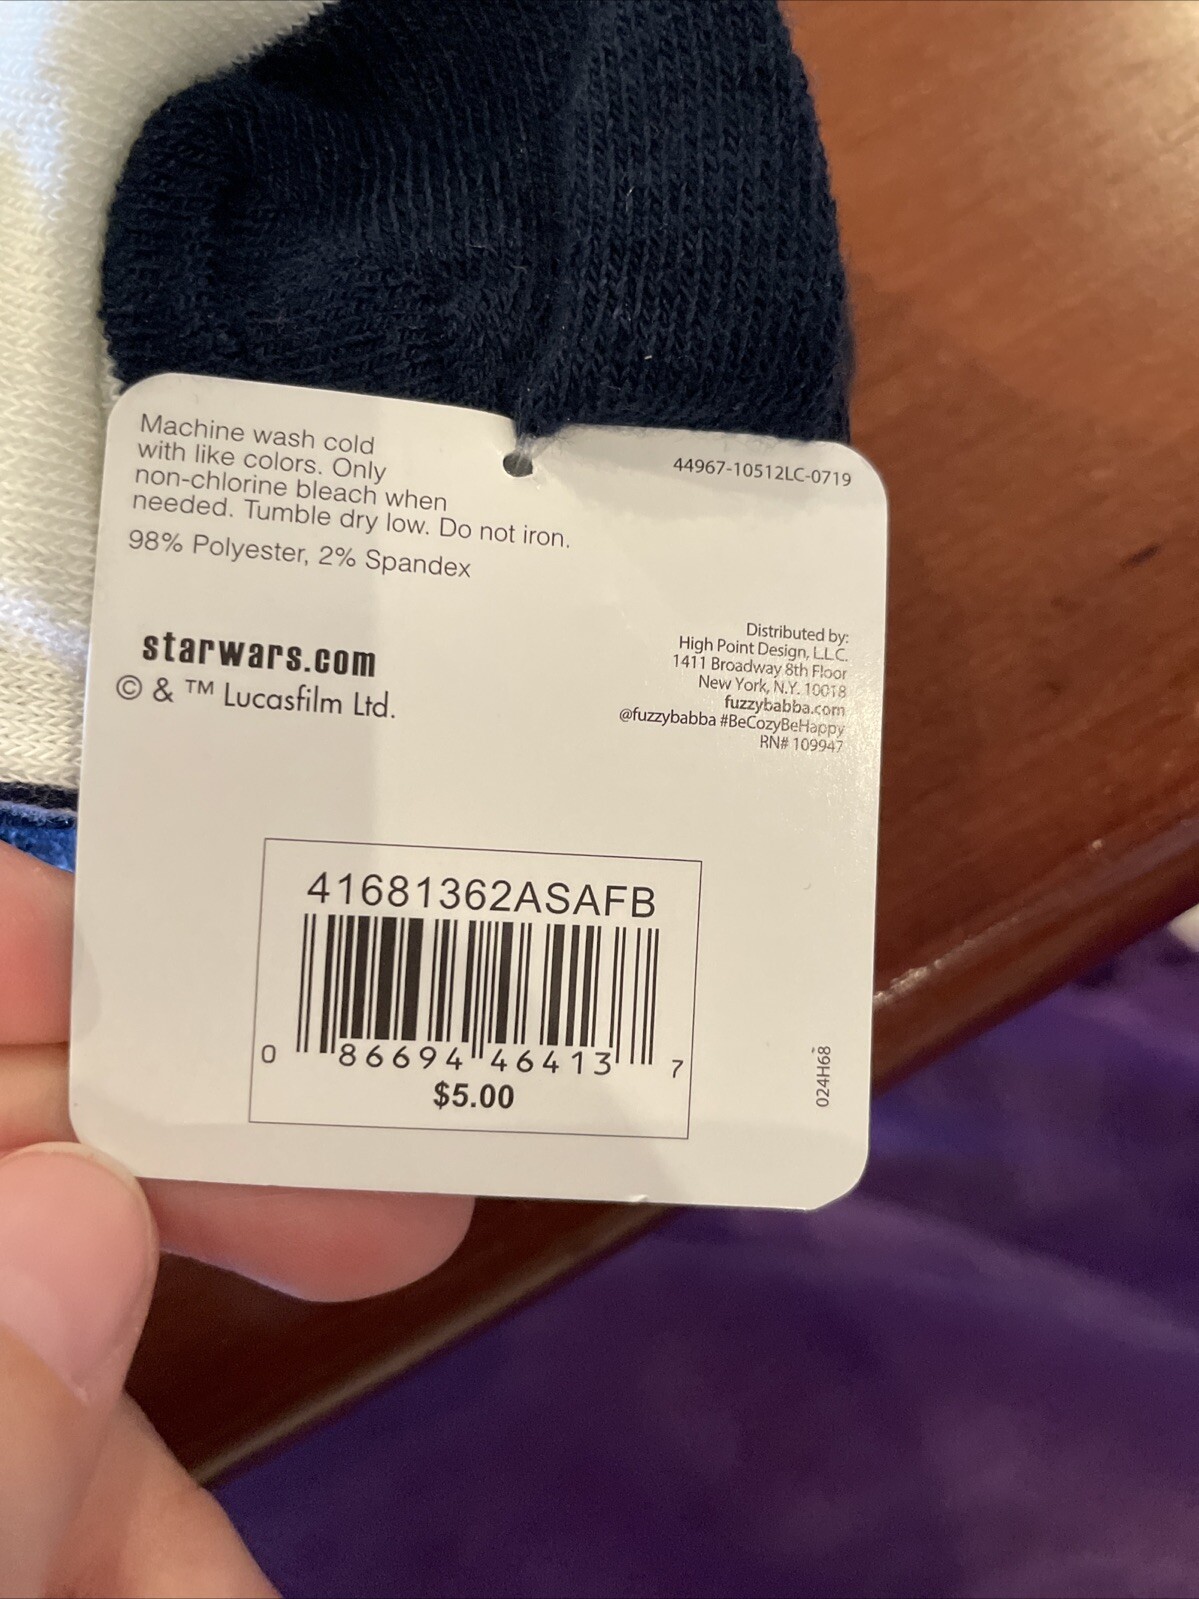 Machine wash cold
with like colors. Only
non-chlorine bleach when
needed. Tumble dry low. Do not iron.
98% Polyester, 2% Spandex
44967-10512LC-0719
starwars.com
© & ™ Lucasfilm Ltd.
Distributed by:
High Point Design, L.L.C.
1411 Broadway 8th Floor
New York, N.Y. 10018
fuzzybabba.com
@fuzzybabba #BeCozyBeHappy
RN# 109947
41681362ASAFB
0 86694 46413 7
$5.00
024H68